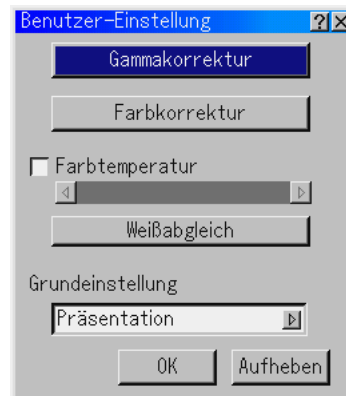 Benutzer-Einstellung
Gammakorrektur
Farbkorrektur
Farbtemperatur
Weißabgleich
Grundeinstellung
Präsentation
OK Aufheben